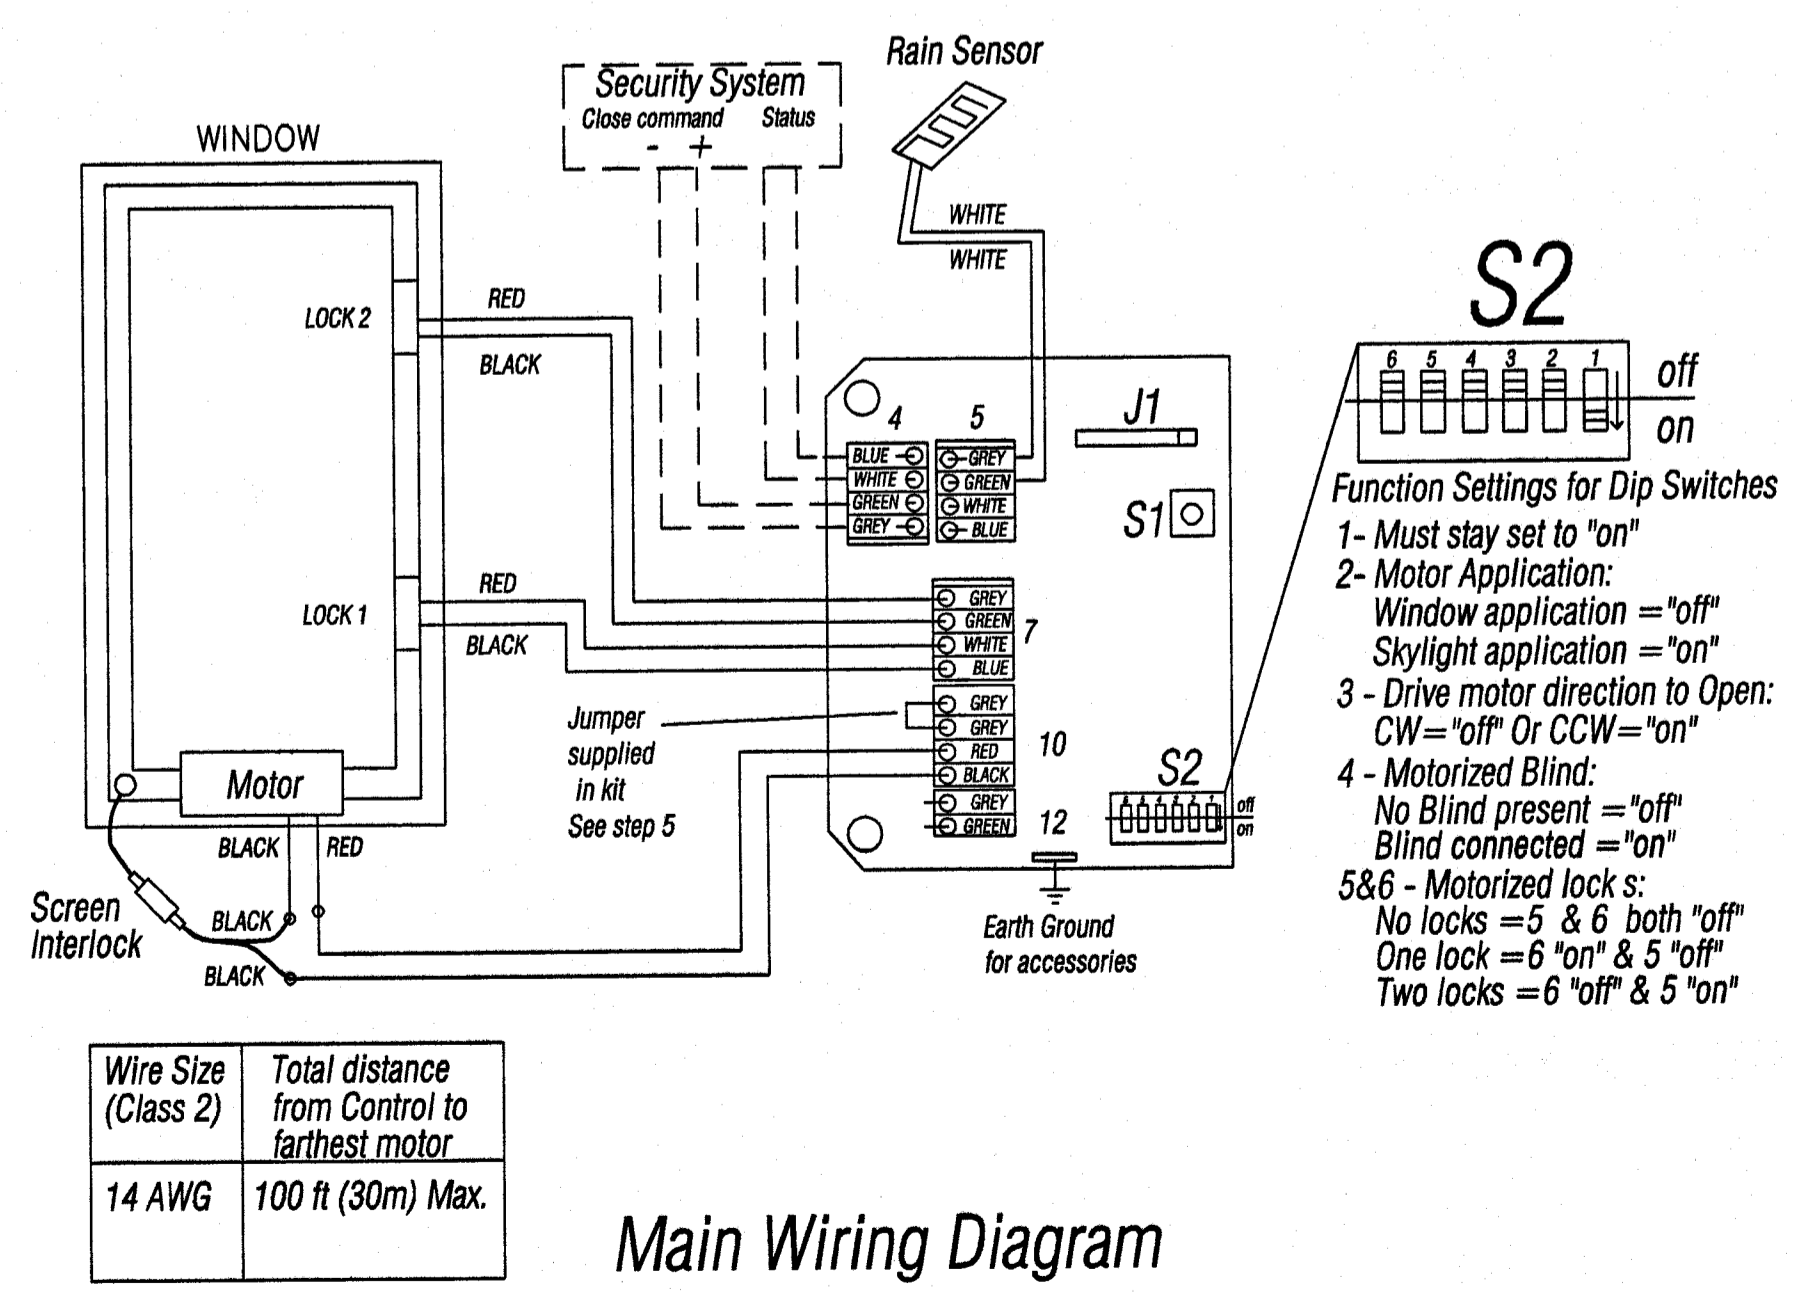 Rain Sensor
Security System
Close command Status
- +
WINDOW
WHITE
WHITE
RED
LOCK 2
BLACK
S2
6 5 4 3 2 1
off
on
4 5 J1
BLUE
WHITE
GREEN
GREY
GREY
GREEN
WHITE
BLUE
S1
Function Settings for Dip Switches
1- Must stay set to "on"
2- Motor Application:
Window application ="off"
Skylight application ="on"
3 - Drive motor direction to Open:
CW="off" Or CCW="on"
4 - Motorized Blind:
No Blind present ="off"
Blind connected ="on"
5&6 - Motorized lock s:
No locks =5 & 6 both "off"
One lock =6 "on" & 5 "off"
Two locks =6 "off" & 5 "on"
RED
LOCK 1
BLACK
GREY
GREEN
WHITE
BLUE
7
Jumper
supplied
in kit
See step 5
GREY
GREY
RED
BLACK
10
GREY
GREEN
12
S2
6 5 4 3 2 1
off
on
Motor
BLACK RED
Screen
Interlock
BLACK
BLACK
Earth Ground
for accessories
Wire Size
(Class 2)
Total distance
from Control to
farthest motor
14 AWG
100 ft (30m) Max.
Main Wiring Diagram